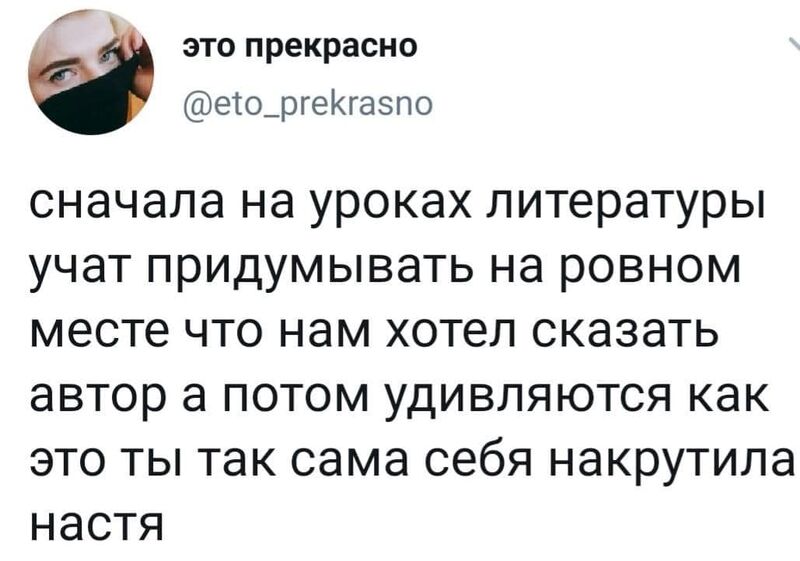 это прекрасно
@eto_prekrasno
сначала на уроках литературы
учат придумывать на ровном
месте что нам хотел сказать
автор а потом удивляются как
это ты так сама себя накрутила
настя